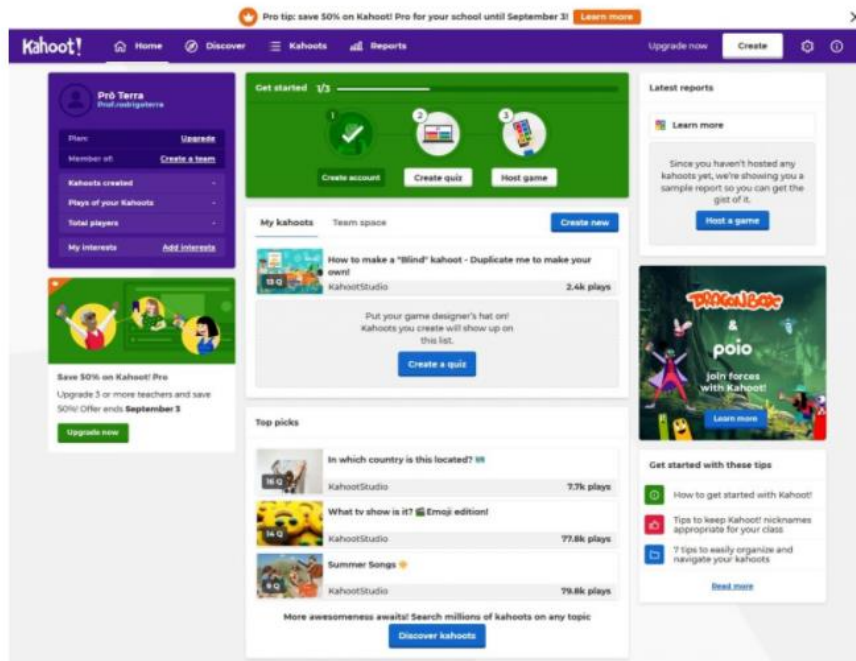 Pro tip: save 50% on Kahoot! Pro for your school until September 3! Learn more
Kahoot! Home Discover Kahoots Reports Upgrade now Create
Prô Terra
Prof.rodrigoterra
Plan: Upgrade
Member of: Create a team
Kahoots created -
Plays of your Kahoots -
Total players -
My interests Add interests
Save 50% on Kahoot! Pro
Upgrade 3 or more teachers and save
50%! Offer ends September 3
Upgrade now
Get started 1/3
1 2 3
Create account Create quiz Host game
My kahoots Team space Create new
How to make a "Blind" kahoot - Duplicate me to make your
own!
13 Q
KahootStudio 2.4k plays
Put your game designer's hat on!
Kahoots you create will show up on
this list.
Create a quiz
Top picks
In which country is this located?
16 Q
KahootStudio 7.7k plays
What tv show is it? 🎬 Emoji edition!
14 Q
KahootStudio 77.8k plays
Summer Songs ☀️
KahootStudio 79.8k plays
More awesomeness awaits! Search millions of kahoots on any topic
Discover kahoots
Latest reports
Learn more
Since you haven't hosted any
kahoots yet, we're showing you a
sample report so you can get the
gist of it.
Host a game
DRAGONBOX
&
poio
join forces
with Kahoot!
Learn more
Get started with these tips
How to get started with Kahoot!
Tips to keep Kahoot! nicknames
appropriate for your class
7 tips to easily organize and
navigate your kahoots
Read more